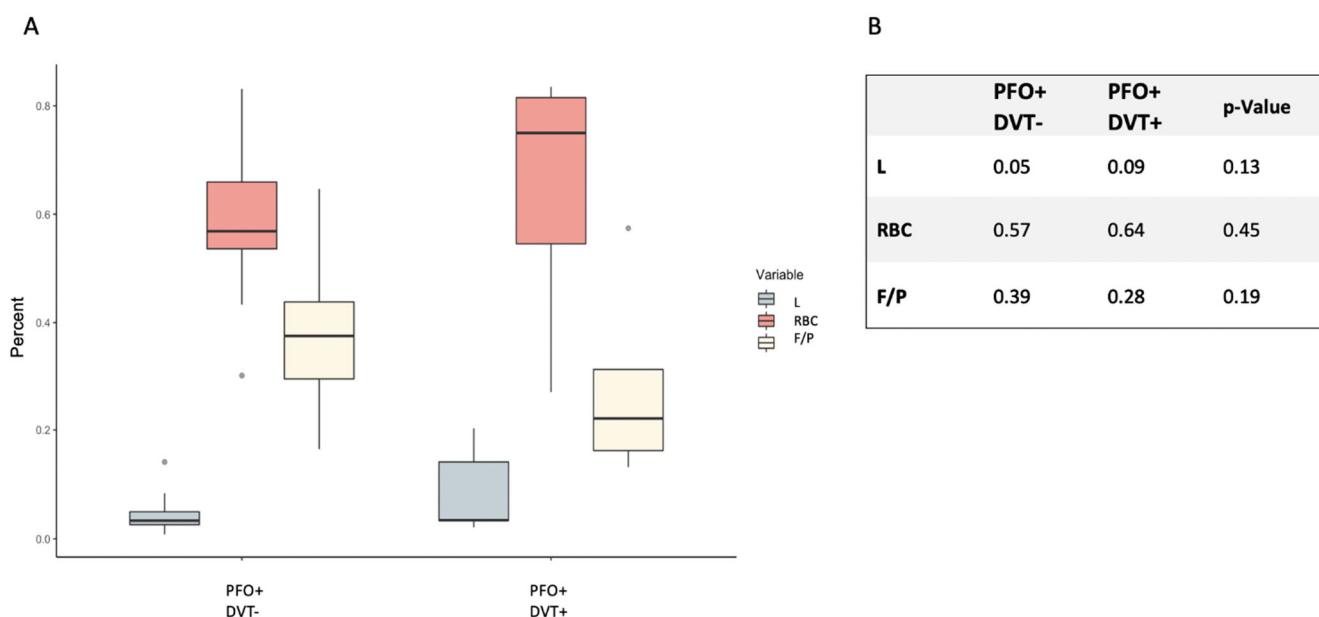 A
Percent
0.8
0.6
0.4
0.2
0.0
PFO+
DVT-
PFO+
DVT+
Variable
L
RBC
F/P
B
PFO+ DVT- PFO+ DVT+ p-Value
L 0.05 0.09 0.13
RBC 0.57 0.64 0.45
F/P 0.39 0.28 0.19